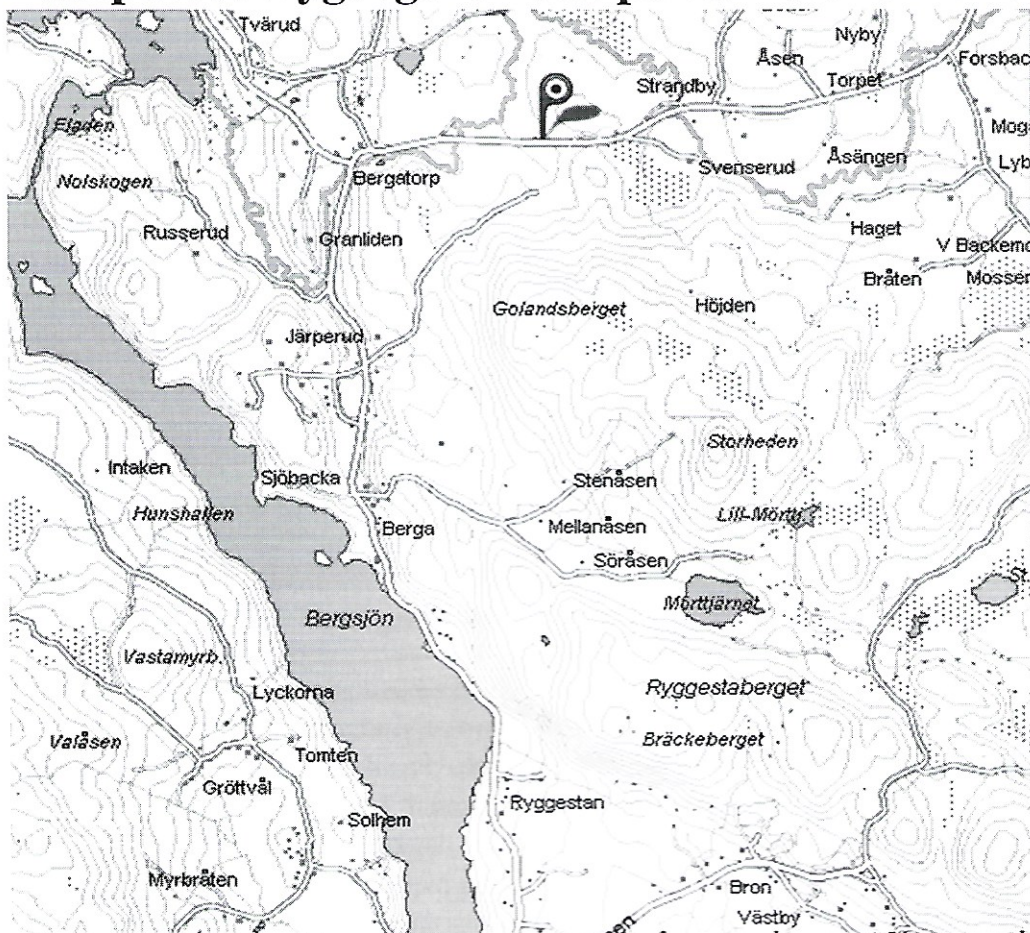 Tvärud
Nyby
Åsen
Forsbac
Strandby
Torpet
Fladen
Moga
Bergatorp
Svenserud
Åsängen
Lyb
Nolskogen
Russerud
Granliden
Haget
V Backemo
Bråten
Mossen
Golandsberget
Höjden
Järperud
Storheden
Intaken
Sjöbacka
Stenåsen
Hunshallen
Berga
Mellanåsen
Lill-Mörtj
Söråsen
St
Mörttjärnet
Bergsjön
Vastamyrb.
Lyckorna
Ryggestaberget
Valåsen
Tomten
Bräckeberget
Gröttvål
Ryggestan
Solhem
Myrbråten
Bron
Västby